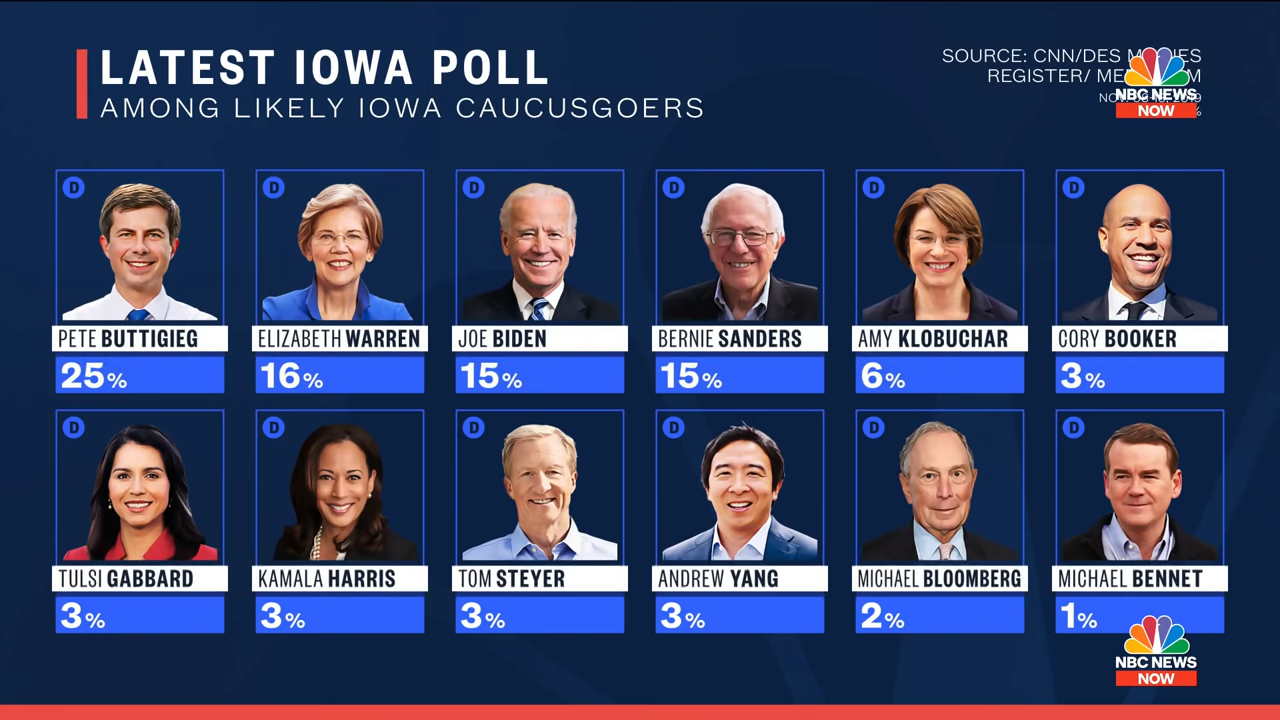 LATEST IOWA POLL
AMONG LIKELY IOWA CAUCUSGOERS
SOURCE: CNN/DES
REGISTER/
NBC NEWS
NOW
D
D
D
D
D
D
PETE BUTTIGIEG
ELIZABETH WARREN
JOE BIDEN
BERNIE SANDERS
AMY KLOBUCHAR
CORY BOOKER
25%
16%
15%
15%
6%
3%
D
D
D
D
D
D
TULSI GABBARD
KAMALA HARRIS
TOM STEYER
ANDREW YANG
MICHAEL BLOOMBERG
MICHAEL BENNET
3%
3%
3%
3%
2%
1%
NBC NEWS
NOW